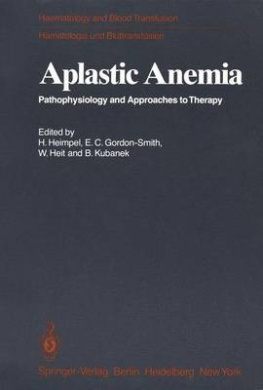 Haematology and Blood Transfusion
Hämatologie und Bluttransfusion
Aplastic Anemia
Pathophysiology and Approaches to Therapy
Edited by
H. Heimpel, E. C. Gordon-Smith,
W. Heit and B. Kubanek
Springer-Verlag Berlin Heidelberg New York